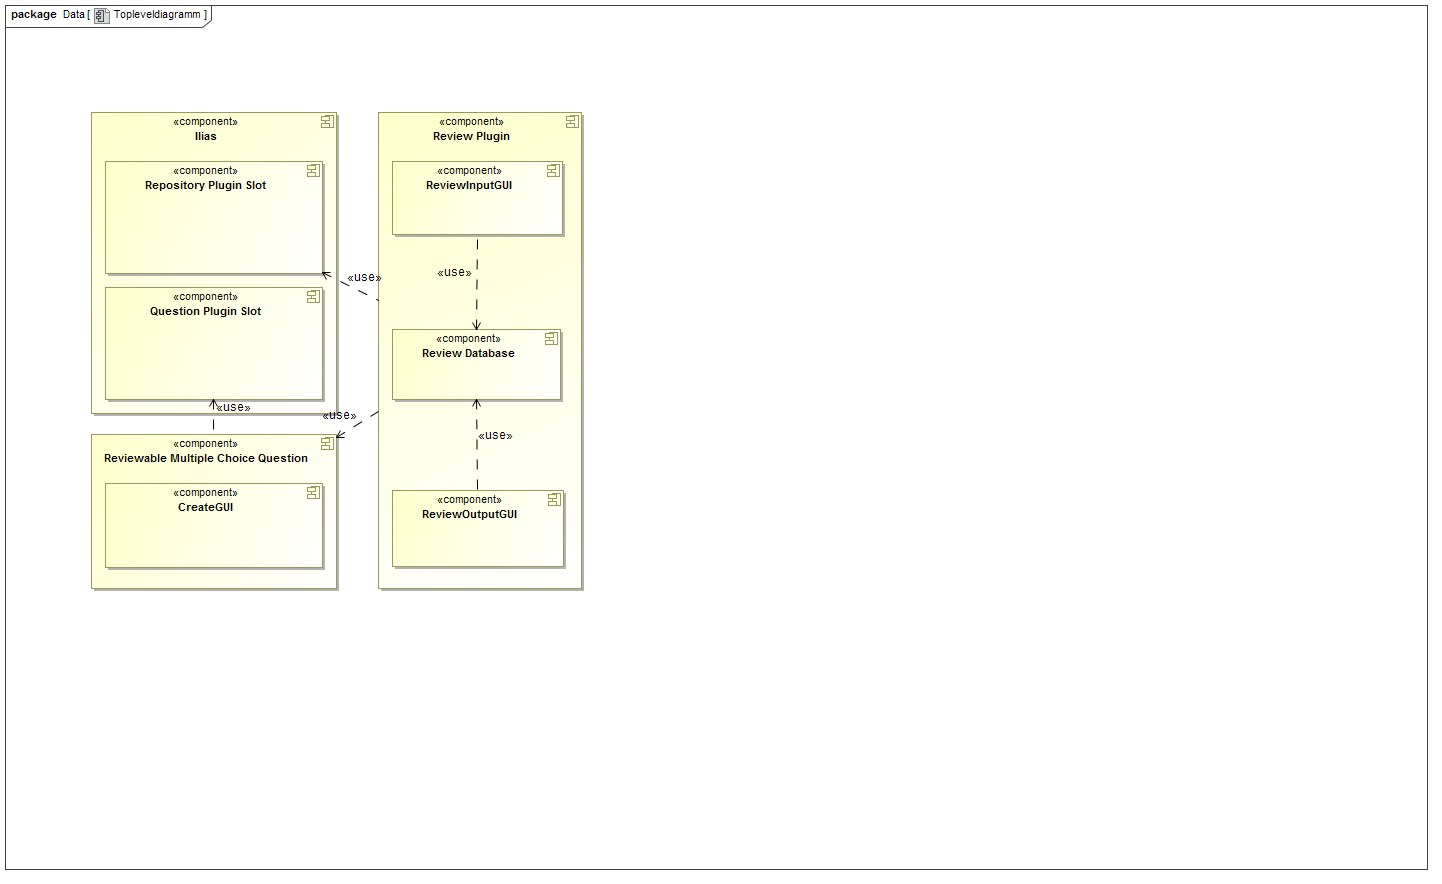 package Data [ Topleveldiagramm ]
«component»
Ilias
«component»
Repository Plugin Slot
«component»
Question Plugin Slot
«use»
«component»
Reviewable Multiple Choice Question
«component»
CreateGUI
«use»
«use»
«component»
Review Plugin
«component»
ReviewInputGUI
«use»
«component»
Review Database
«use»
«component»
ReviewOutputGUI